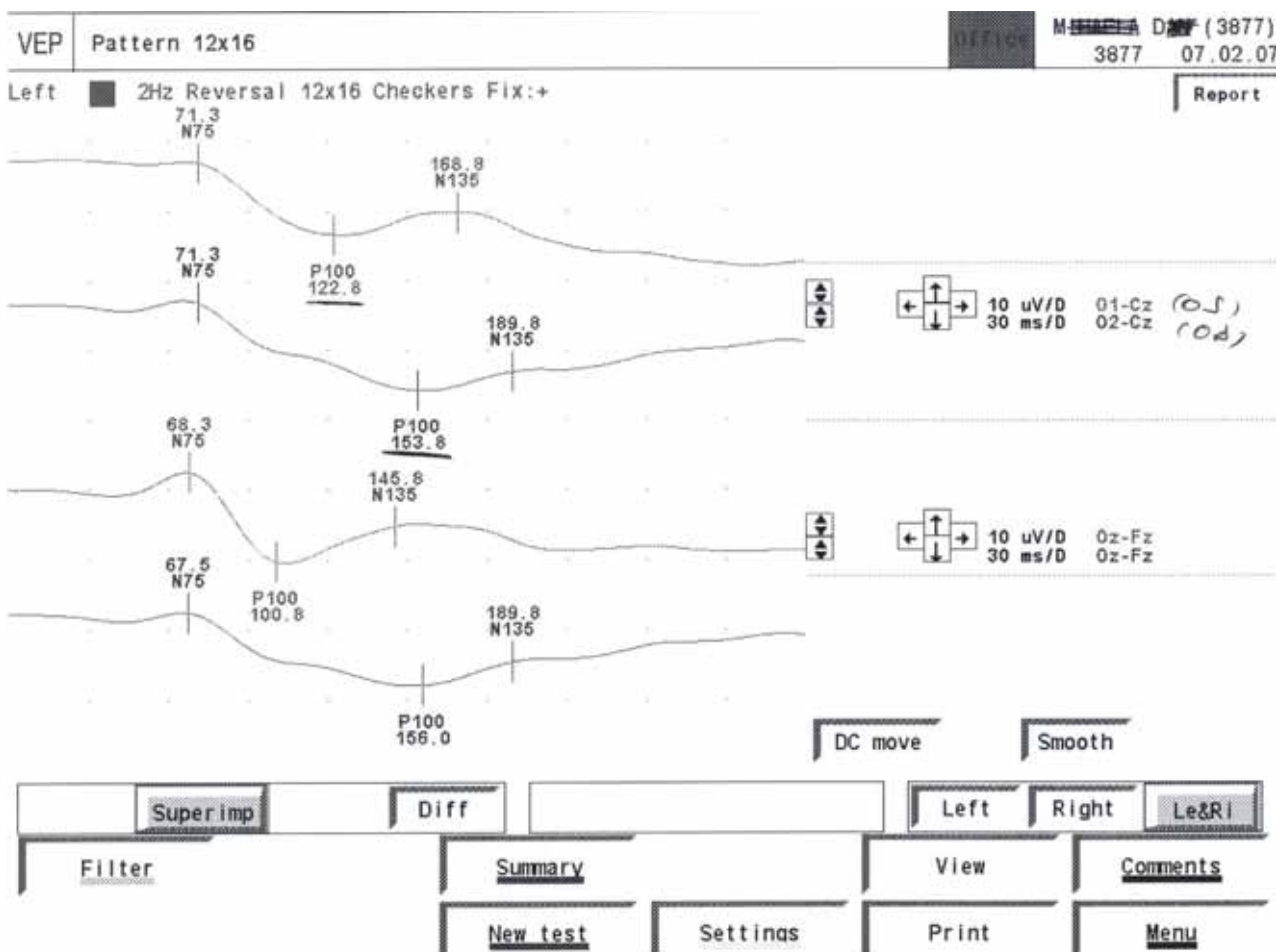 VEP
Pattern 12x16
Office
(3877)
3877 07.02.07
Left 2Hz Reversal 12x16 Checkers Fix:+
Report
71.3
N75
168.8
N135
P100
122.8
71.3
N75
189.8
N135
P100
153.8
10 uV/D O1-Cz (OS)
30 ms/D O2-Cz (Od)
68.3
N75
145.8
N135
P100
100.8
10 uV/D Oz-Fz
30 ms/D Oz-Fz
67.5
N75
189.8
N135
P100
156.0
DC move
Smooth
Superimp
Diff
Left
Right
Le&Ri
Filter
Summary
View
Comments
New test
Settings
Print
Menu